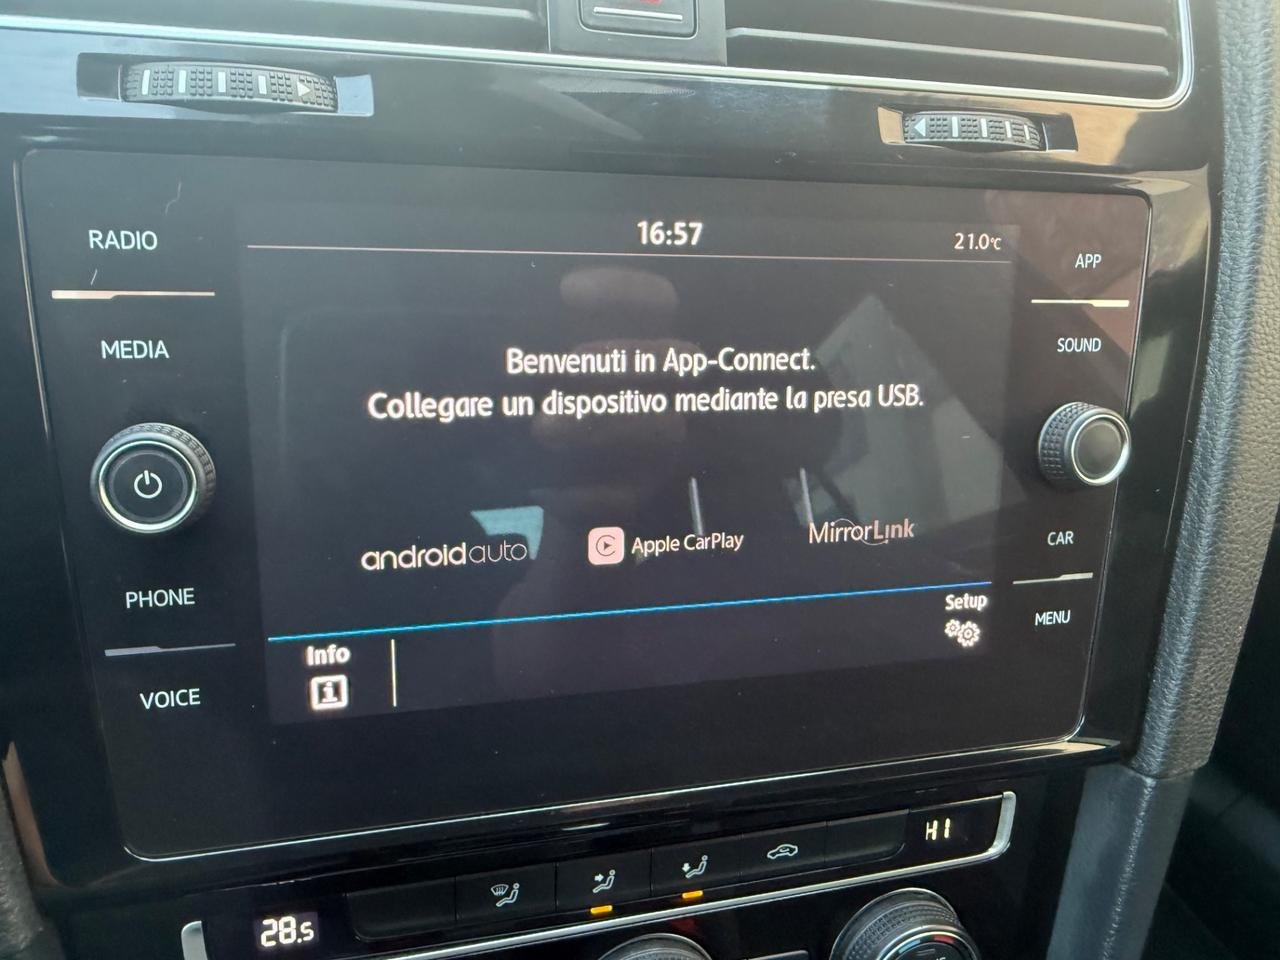 16:57
21.0°C
RADIO
MEDIA
PHONE
VOICE
Benvenuti in App-Connect.
Collegare un dispositivo mediante la presa USB.
androidauto
Apple CarPlay
MirrorLink
Info
i
Setup
APP
SOUND
CAR
MENU
28.5
HI